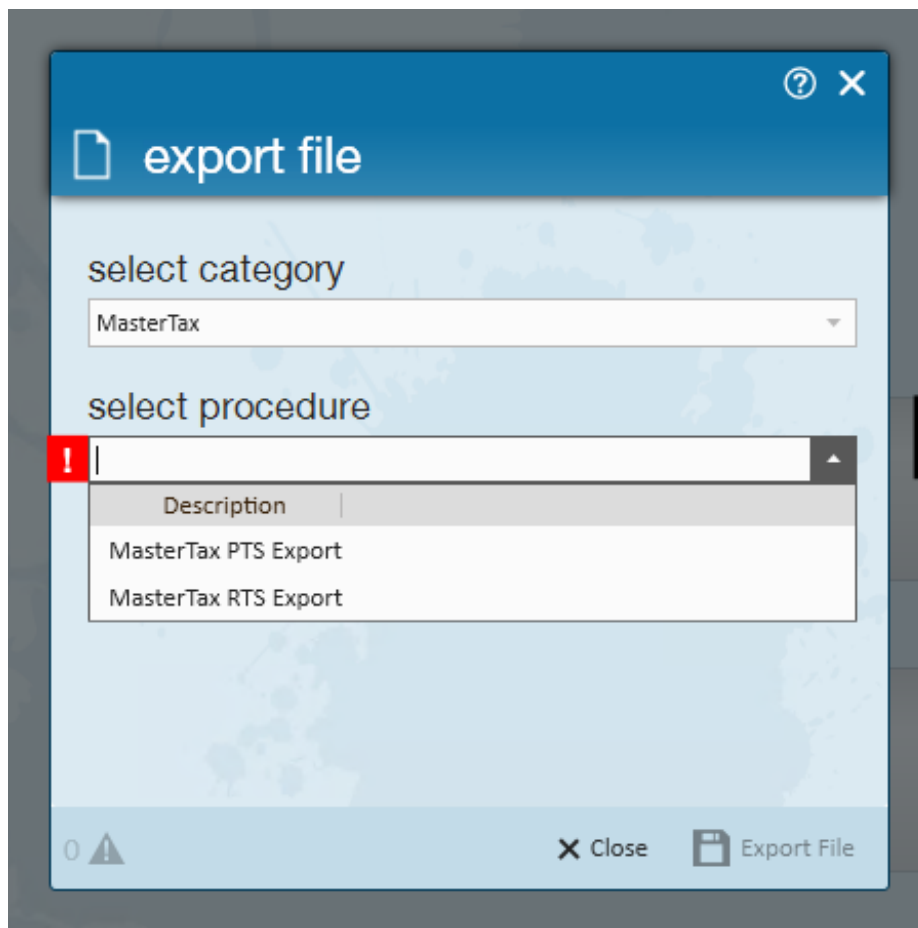 export file
select category
MasterTax
select procedure
!
Description
MasterTax PTS Export
MasterTax RTS Export
0
Close
Export File